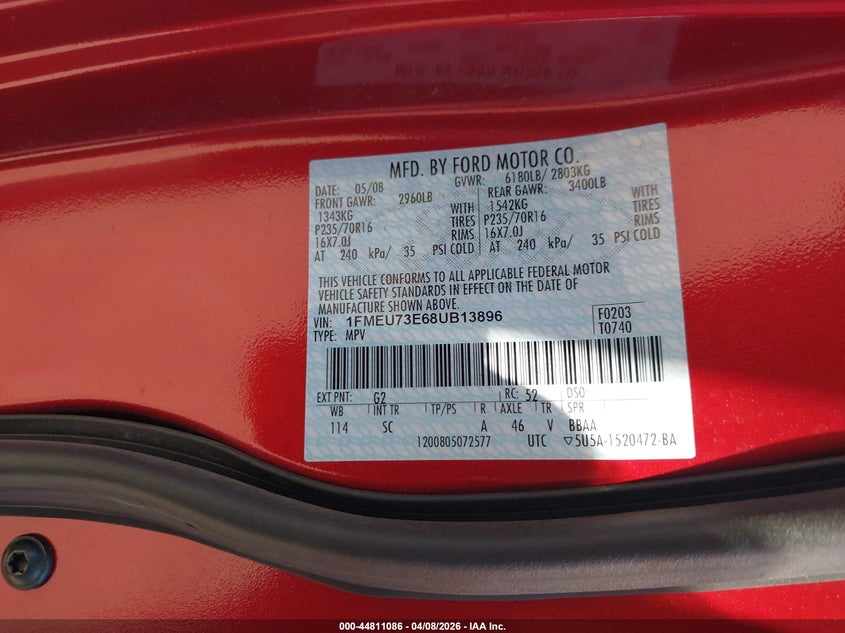 MFD. BY FORD MOTOR CO.
DATE: 05/08 GVWR: 6180LB/ 2803KG
FRONT GAWR: 2960LB REAR GAWR: 3400LB
1343KG WITH 1542KG WITH
P235/70R16 TIRES P235/70R16 TIRES
16X7.0J RIMS 16X7.0J RIMS
AT 240 kPa/ 35 PSI COLD AT 240 kPa/ 35 PSI COLD
THIS VEHICLE CONFORMS TO ALL APPLICABLE FEDERAL MOTOR
VEHICLE SAFETY STANDARDS IN EFFECT ON THE DATE OF
MANUFACTURE SHOWN ABOVE.
VIN: 1FMEU73E68UB13896 F0203
TYPE: MPV T0740
EXT PNT: G2 RC: 52 DSO
WB INT TR TP/PS R AXLE TR SPR
114 SC A 46 V BBAA
1200805072577 UTC ▽5U5A-1520472-BA
000-44811086 - 04/08/2026 - IAA Inc.